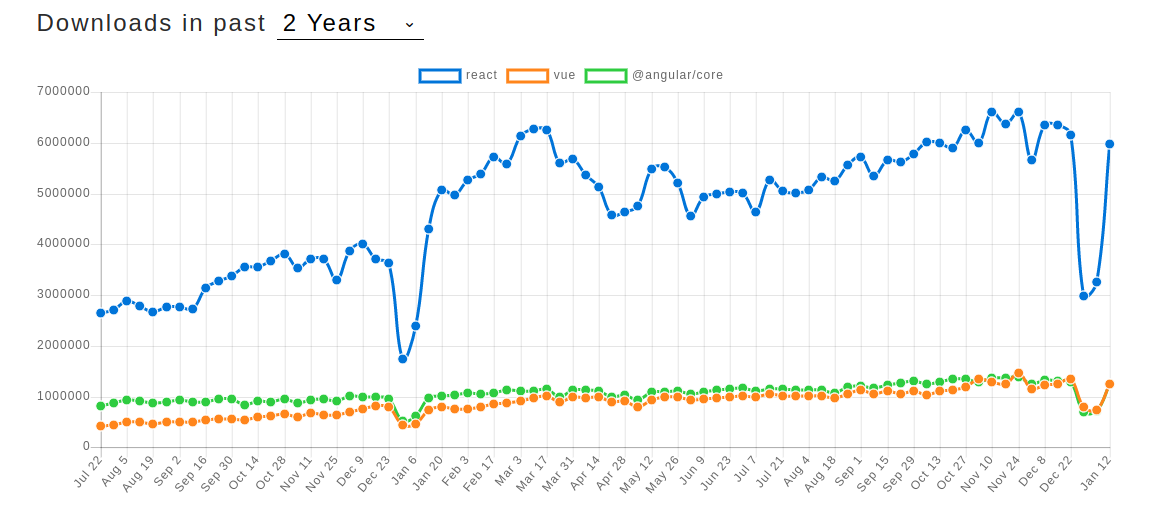 Downloads in past 2 Years
react vue @angular/core
7000000
6000000
5000000
4000000
3000000
2000000
1000000
0
Jul 22 Aug 5 Aug 19 Sep 2 Sep 16 Sep 30 Oct 14 Oct 28 Nov 11 Nov 25 Dec 9 Dec 23 Jan 6 Jan 20 Feb 3 Feb 17 Mar 3 Mar 17 Mar 31 Apr 14 Apr 28 May 12 May 26 Jun 9 Jun 23 Jul 7 Jul 21 Aug 4 Aug 18 Sep 1 Sep 15 Sep 29 Oct 13 Oct 27 Nov 10 Nov 24 Dec 8 Dec 22 Jan 12